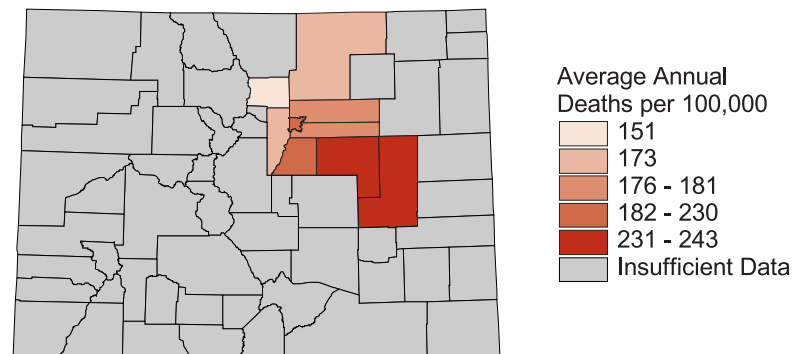 Average Annual
Deaths per 100,000
151
173
176 - 181
182 - 230
231 - 243
Insufficient Data